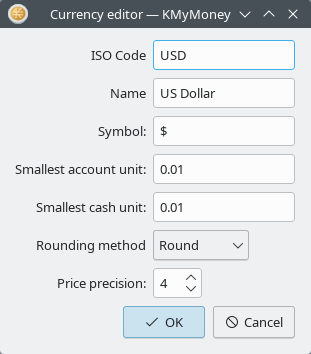 Currency editor — KMyMoney
ISO Code USD
Name US Dollar
Symbol: $
Smallest account unit: 0.01
Smallest cash unit: 0.01
Rounding method Round
Price precision: 4
OK Cancel